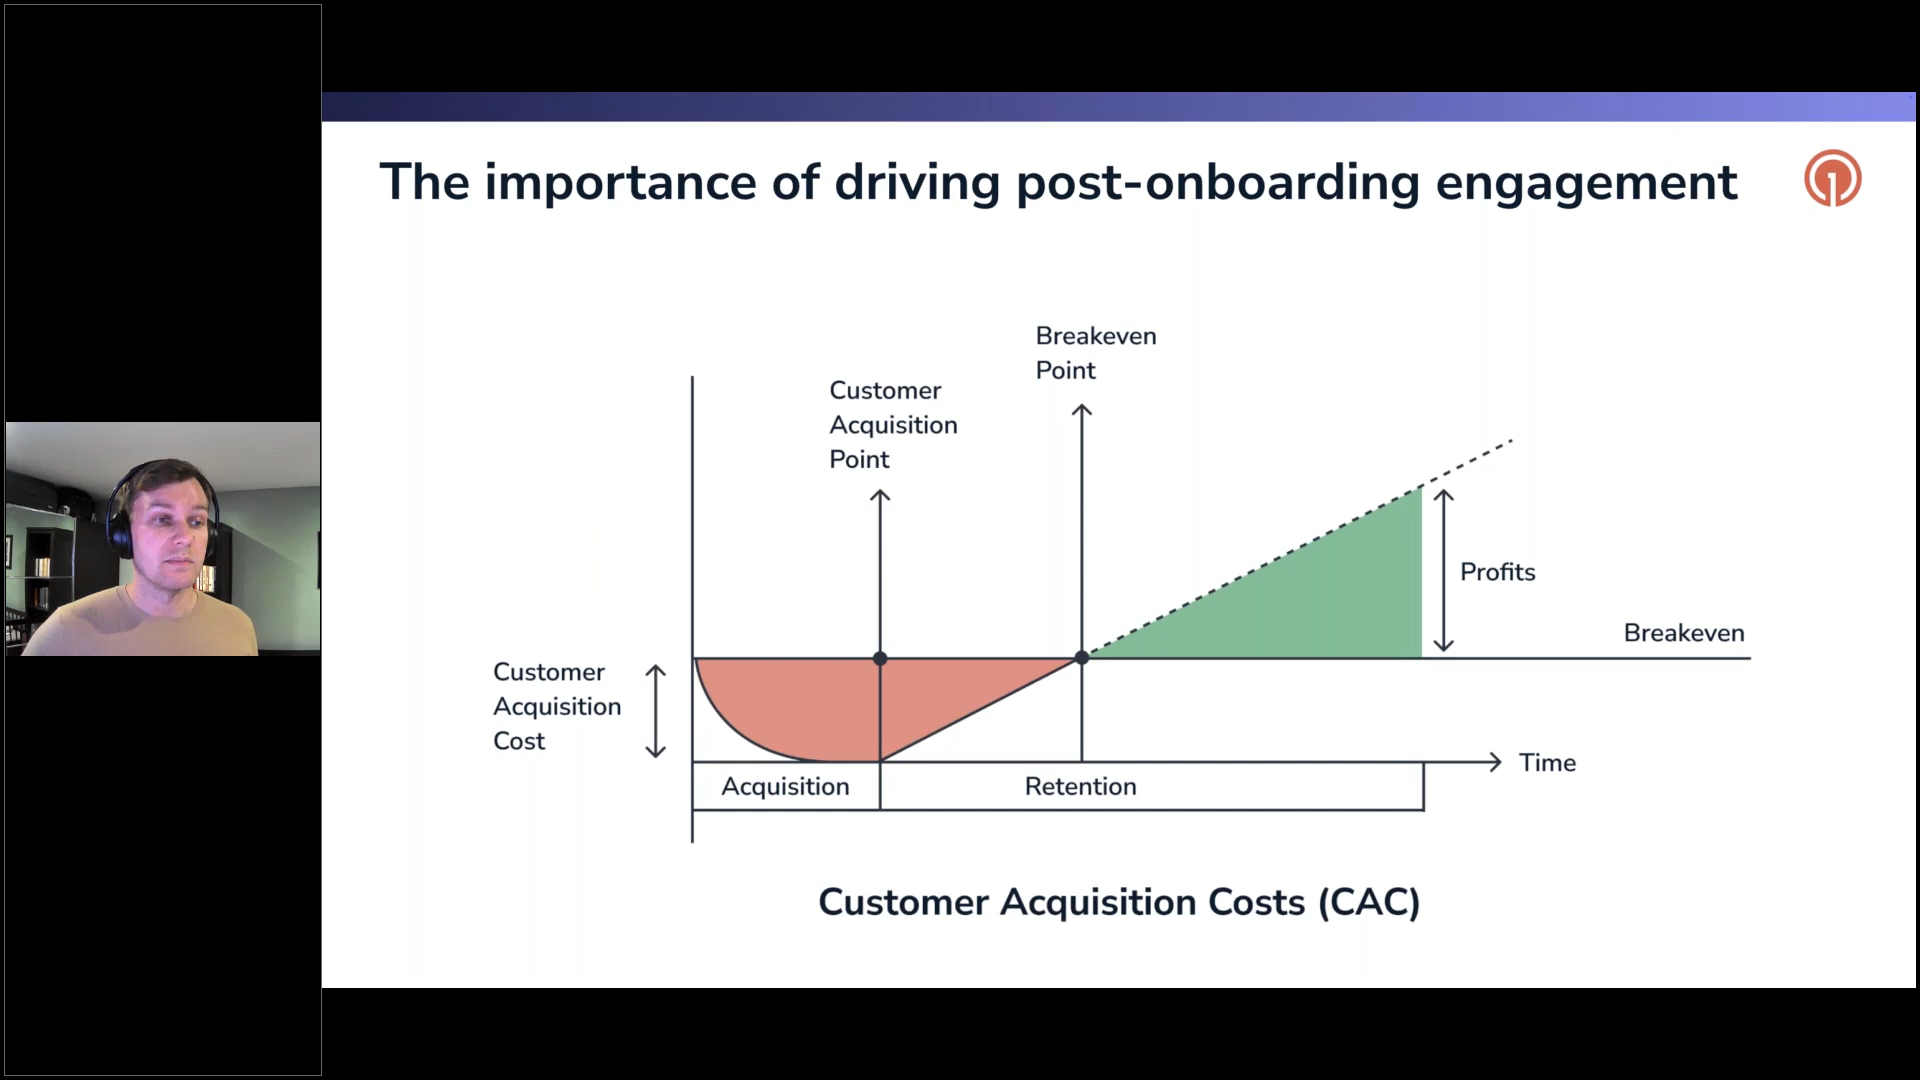 The importance of driving post-onboarding engagement
Breakeven
Point
Customer
Acquisition
Point
Profits
Breakeven
Customer
Acquisition
Cost
Time
Acquisition
Retention
Customer Acquisition Costs (CAC)